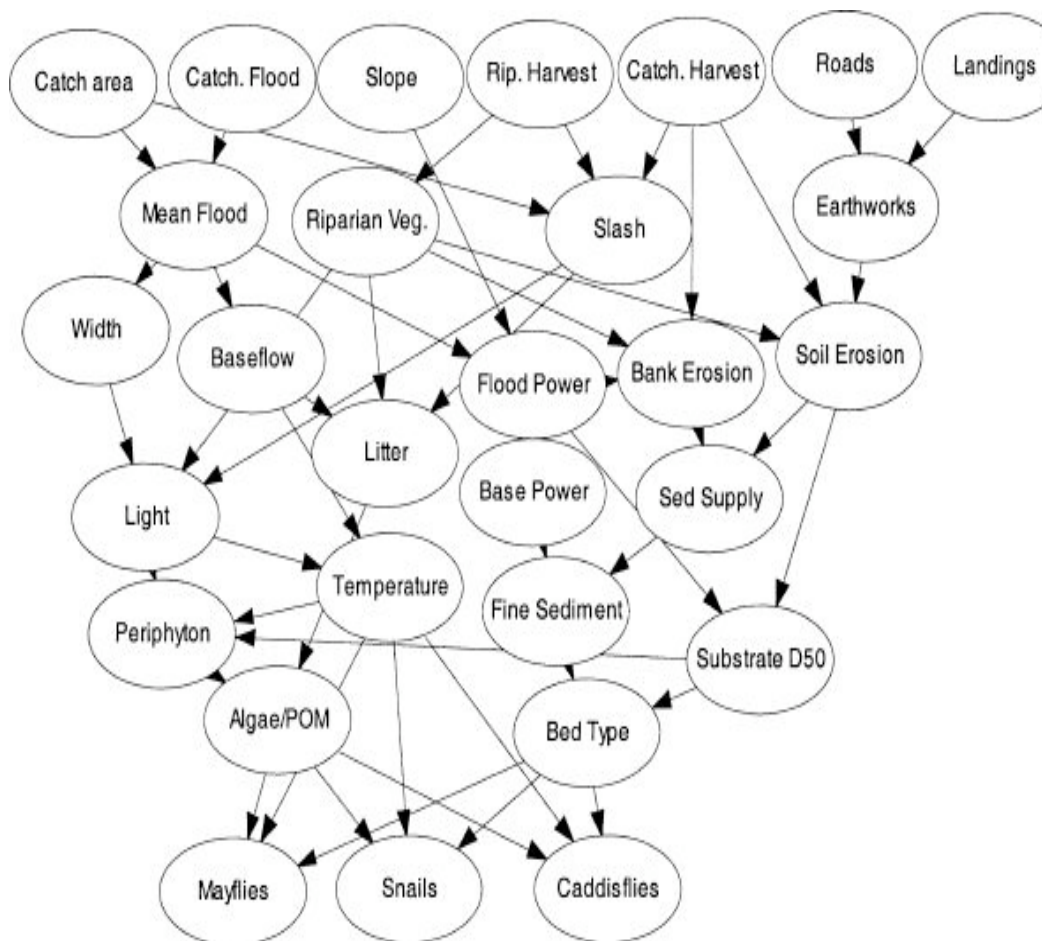 Catch area
Catch. Flood
Slope
Rip. Harvest
Catch. Harvest
Roads
Landings
Mean Flood
Riparian Veg.
Slash
Earthworks
Width
Baseflow
Flood Power
Bank Erosion
Soil Erosion
Litter
Light
Base Power
Sed Supply
Temperature
Periphyton
Fine Sediment
Substrate D50
Algae/POM
Bed Type
Mayflies
Snails
Caddisflies